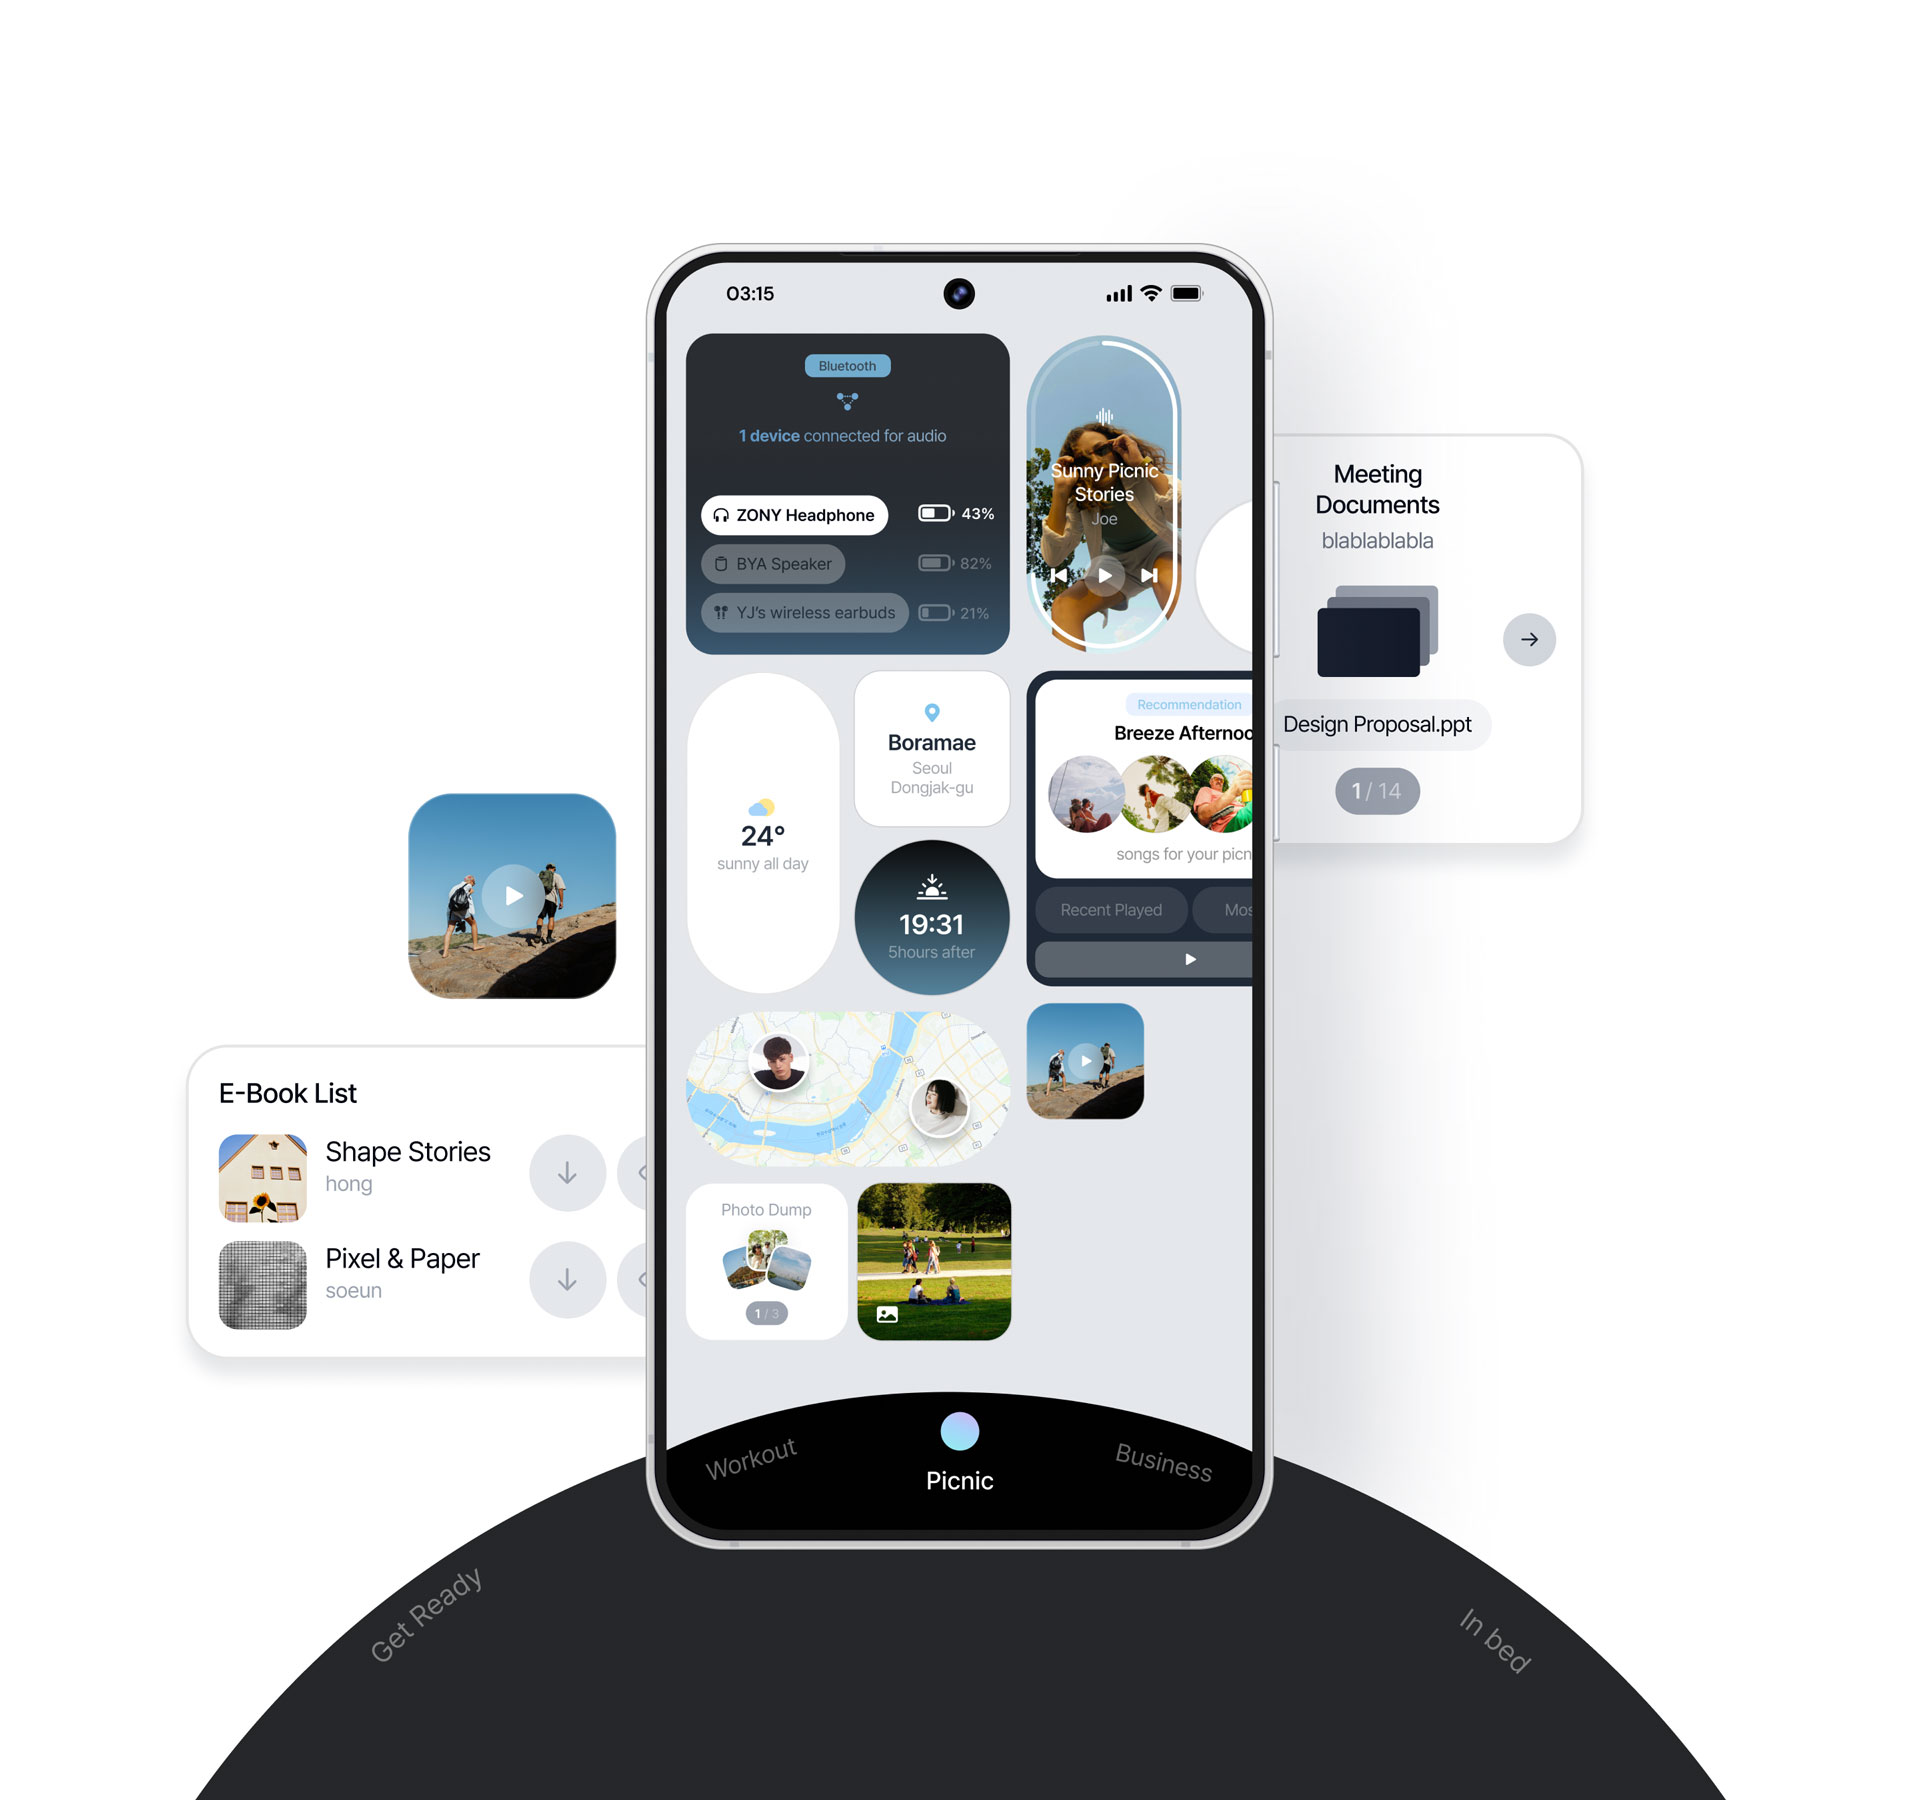 03:15
Bluetooth
1 device connected for audio
ZONY Headphone
43%
BYA Speaker
82%
YJ's wireless earbuds
21%
Sunny Picnic
Stories
Joe
Meeting
Documents
blablablabla
Design Proposal.ppt
1 / 14
24°
sunny all day
Boramae
Seoul
Dongjak-gu
19:31
5hours after
Recommendation
Breeze Afternoo
songs for your picn
Recent Played
Mos
E-Book List
Shape Stories
hong
Pixel & Paper
soeun
Photo Dump
1 / 3
Workout
Picnic
Business
Get Ready
In bed